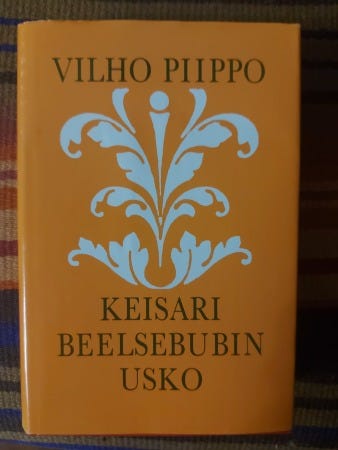 VILHO PIIPPO
KEISARI
BEELSEBUBIN
USKO